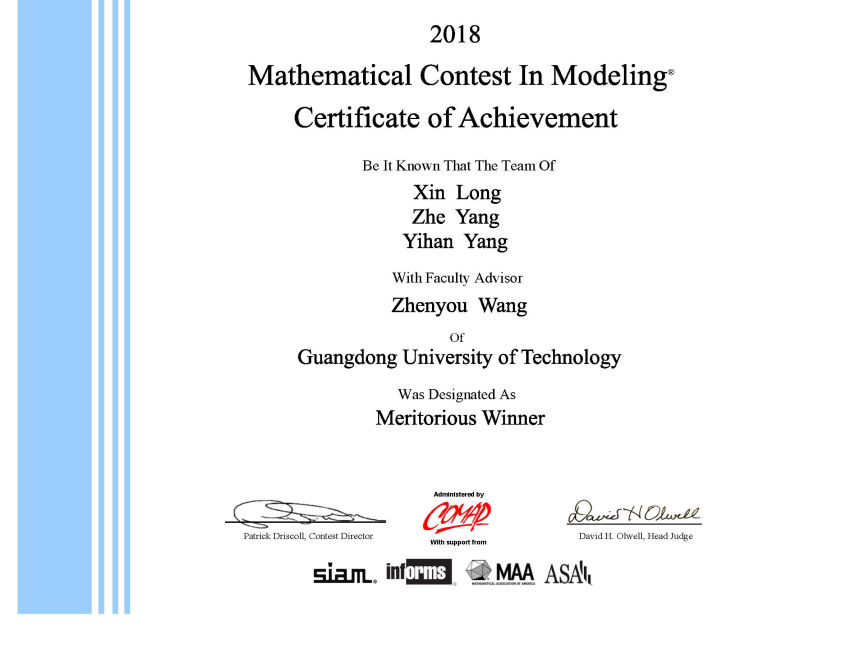 2018
Mathematical Contest In Modeling®
Certificate of Achievement
Be It Known That The Team Of
Xin Long
Zhe Yang
Yihan Yang
With Faculty Advisor
Zhenyou Wang
Of
Guangdong University of Technology
Was Designated As
Meritorious Winner
Administered by
COMAP
With support from
Patrick Driscoll, Contest Director
David H Olwell
David H. Olwell, Head Judge
siam®
informs®
MAA
MATHEMATICAL ASSOCIATION OF AMERICA
ASA